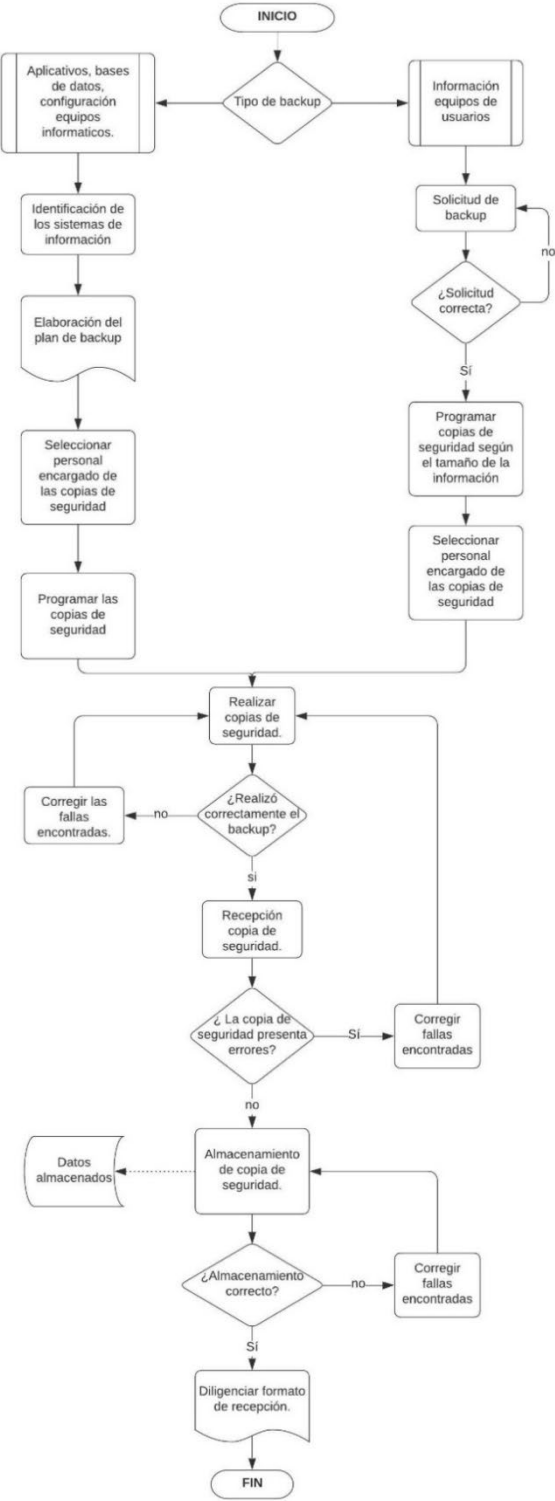 INICIO
Tipo de backup
Aplicativos, bases
de datos,
configuración
equipos
informaticos.
Identificación de
los sistemas de
información
Elaboración del
plan de backup
Seleccionar
personal
encargado de
las copias de
seguridad
Programar las
copias de
seguridad
Información
equipos de
usuarios
Solicitud de
backup
no
¿Solicitud
correcta?
Sí
Programar
copias de
seguridad según
el tamaño de la
información
Seleccionar
personal
encargado de
las copias de
seguridad
Realizar
copias de
seguridad.
¿Realizó
correctamente el
backup?
no
Corregir las
fallas
encontradas.
si
Recepción
copia de
seguridad.
¿ La copia de
seguridad presenta
errores?
Sí
Corregir
fallas
encontradas
no
Almacenamiento
de copia de
seguridad.
Datos
almacenados
¿Almacenamiento
correcto?
no
Corregir
fallas
encontradas
Sí
Diligenciar formato
de recepción.
FIN